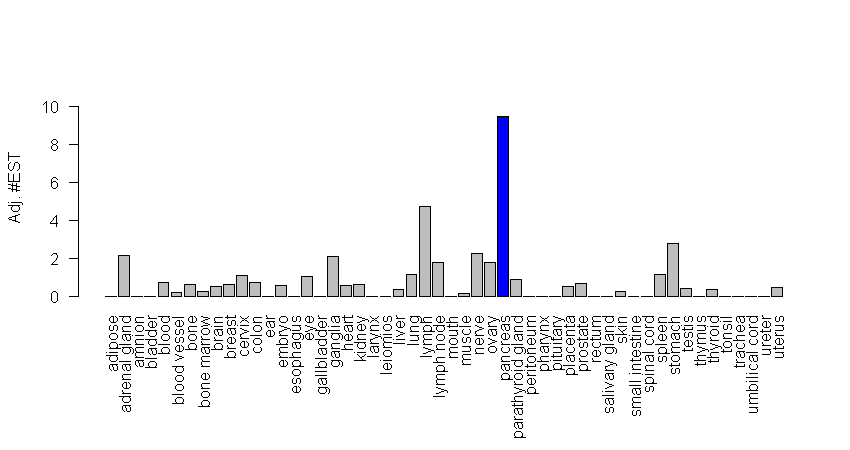 Adj. #EST
10
8
6
4
2
0
adipose
adrenal gland
amnion
bladder
blood
blood vessel
bone
bone marrow
brain
breast
cervix
colon
ear
embryo
esophagus
eye
gallbladder
ganglia
heart
kidney
larynx
leiomios
liver
lung
lymph
lymph node
mouth
muscle
nerve
ovary
pancreas
parathyroid gland
peritoneum
pharynx
pituitary
placenta
prostate
rectum
salivary gland
skin
small intestine
spinal cord
spleen
stomach
testis
thymus
thyroid
tonsil
trachea
umbilical cord
ureter
uterus